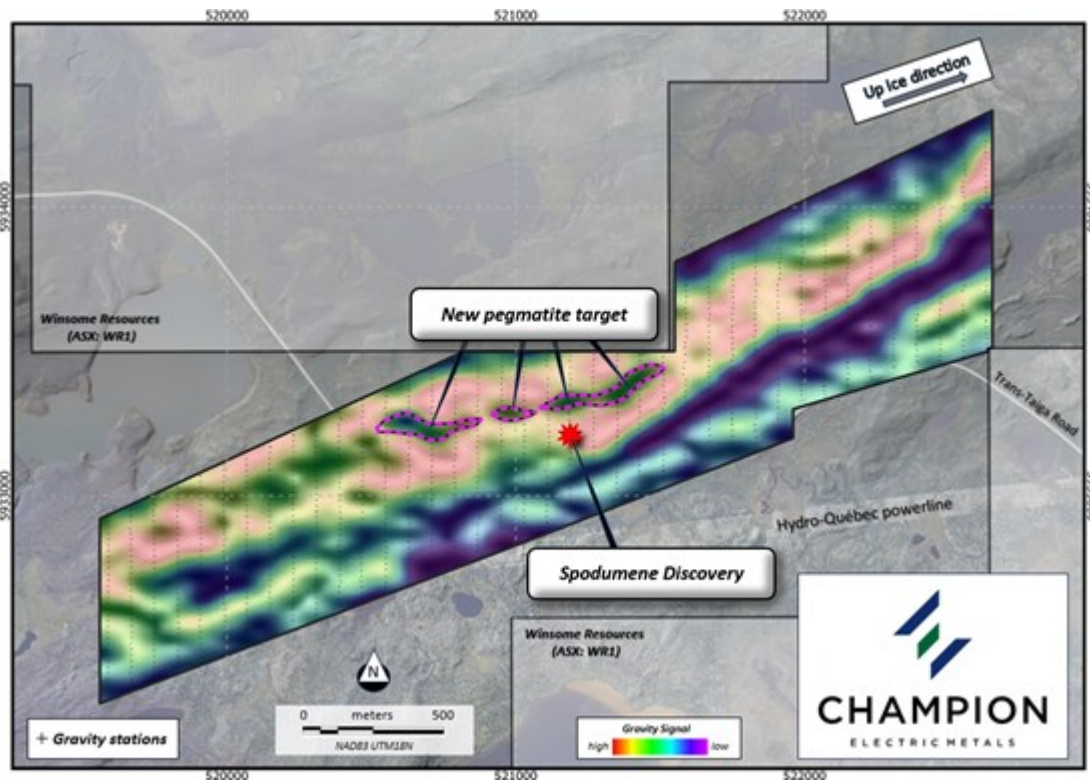 520000
521000
522000
Up ice direction
5934000
Winsome Resources
(ASX: WR1)
New pegmatite target
Trans-Taiga Road
5933000
Hydro-Québec powerline
Spodumene Discovery
Winsome Resources
(ASX: WR1)
N
0 meters 500
NAD83 UTM18N
+ Gravity stations
Gravity Signal
high low
CHAMPION
ELECTRIC METALS
520000
521000
522000